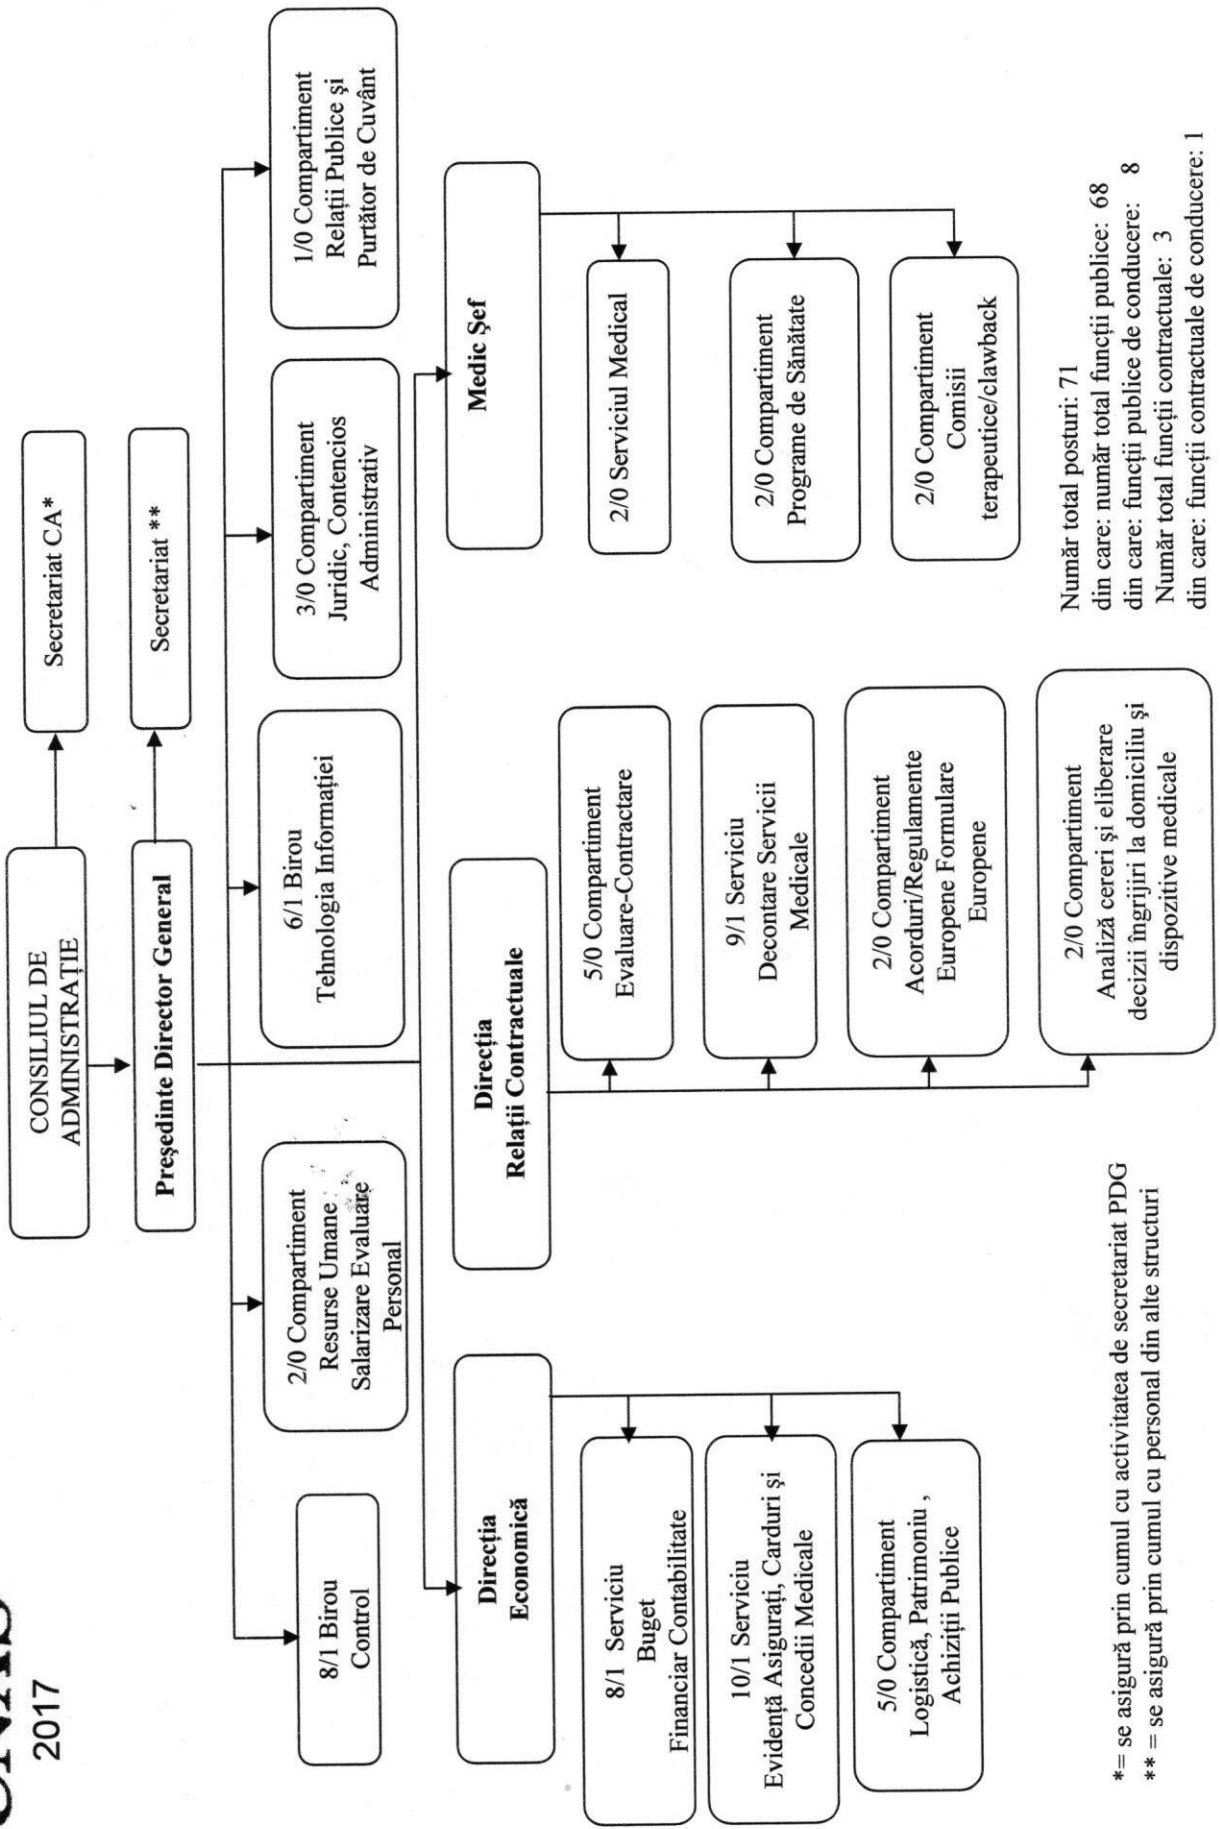 2017
CONSILIUL DE
ADMINISTRAȚIE
Secretariat CA*
Președinte Director General
Secretariat **
8/1 Birou
Control
2/0 Compartiment
Resurse Umane
Salarizare Evaluare
Personal
6/1 Birou
Tehnologia Informației
3/0 Compartiment
Juridic, Contencios
Administrativ
1/0 Compartiment
Relații Publice și
Purtător de Cuvânt
Direcția
Economică
8/1 Serviciu
Buget
Financiar Contabilitate
10/1 Serviciu
Evidență Asigurați, Carduri și
Concedii Medicale
5/0 Compartiment
Logistică, Patrimoniu ,
Achiziții Publice
Direcția
Relații Contractuale
5/0 Compartiment
Evaluare-Contractare
9/1 Serviciu
Decontare Servicii
Medicale
2/0 Compartiment
Acorduri/Regulamente
Europene Formulare
Europene
2/0 Compartiment
Analiză cereri și eliberare
decizii îngrijiri la domiciliu și
dispozitive medicale
Medic Șef
2/0 Serviciul Medical
2/0 Compartiment
Programe de Sănătate
2/0 Compartiment
Comisii
terapeutice/clawback
Număr total posturi: 71
din care: număr total funcții publice: 68
din care: funcții publice de conducere: 8
Număr total funcții contractuale: 3
din care: funcții contractuale de conducere: 1
*= se asigură prin cumul cu activitatea de secretariat PDG
** = se asigură prin cumul cu personal din alte structuri